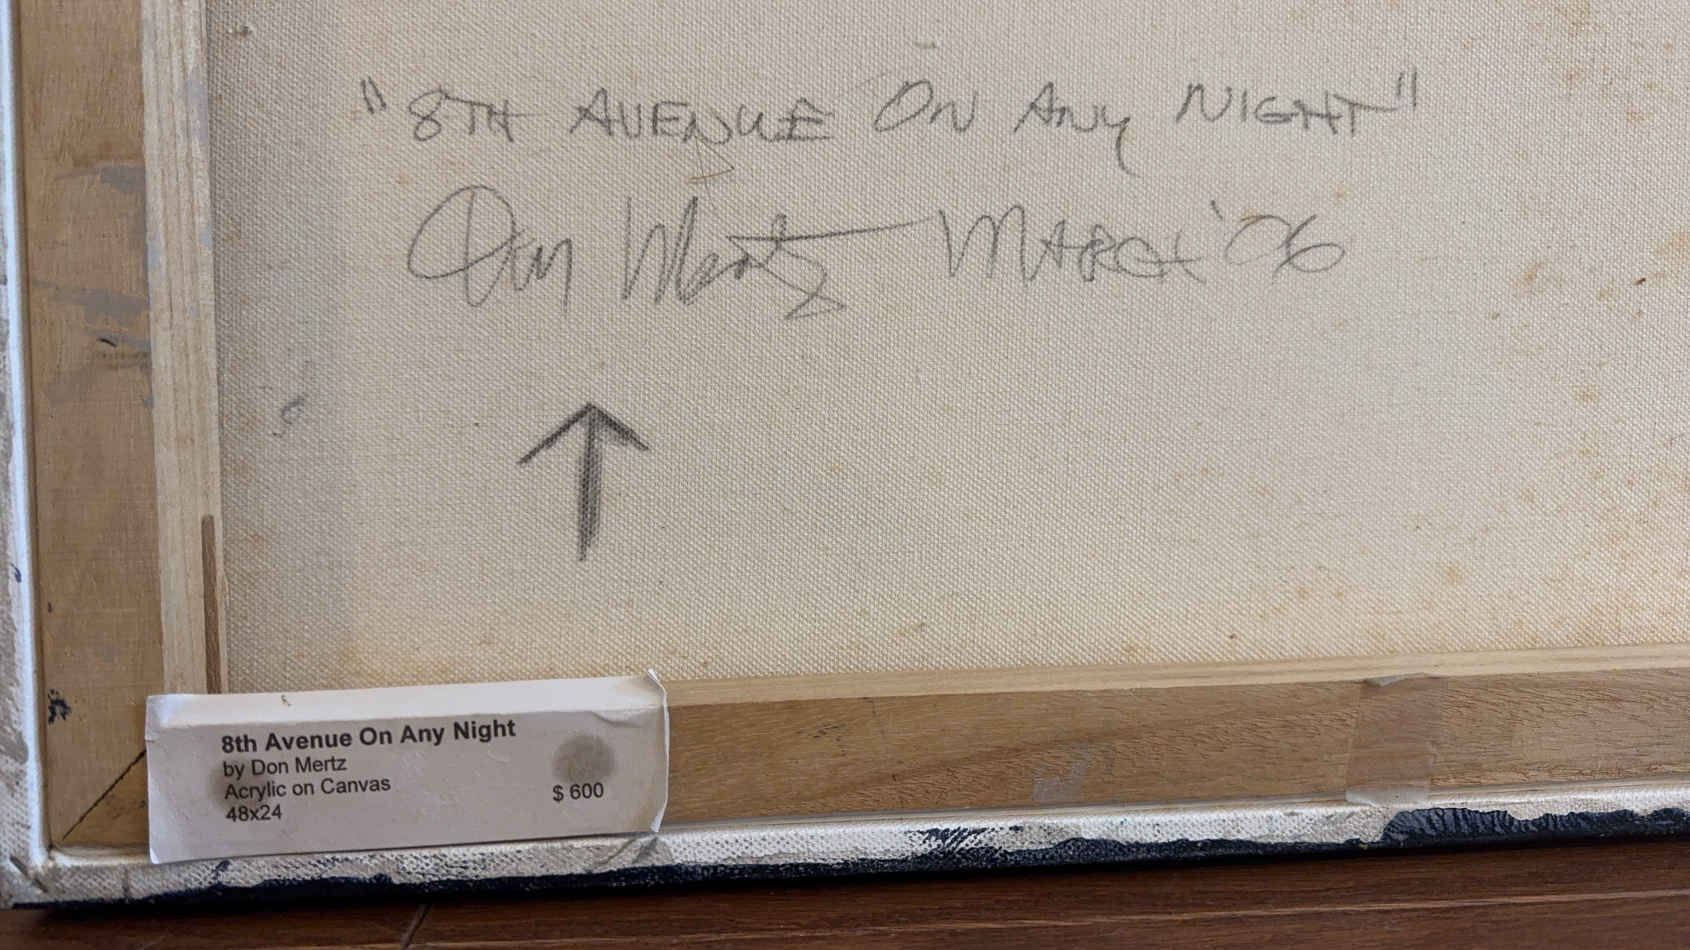 "8TH AVENUE ON ANY NIGHT"
Don Mertz MARCH '06
8th Avenue On Any Night
by Don Mertz
Acrylic on Canvas
$ 600
48x24